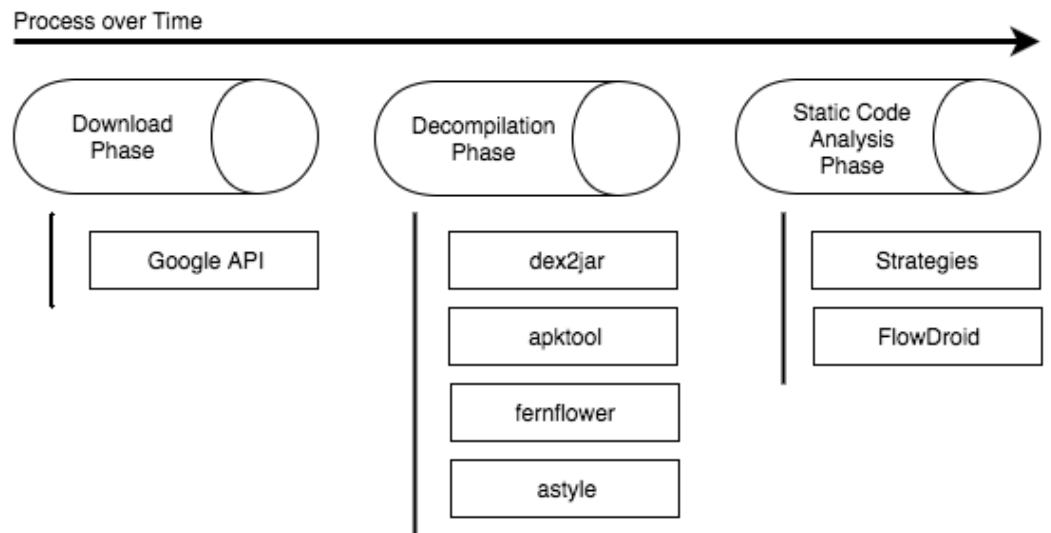 Process over Time
Download
Phase
Decompilation
Phase
Static Code
Analysis
Phase
Google API
dex2jar
apktool
fernflower
astyle
Strategies
FlowDroid